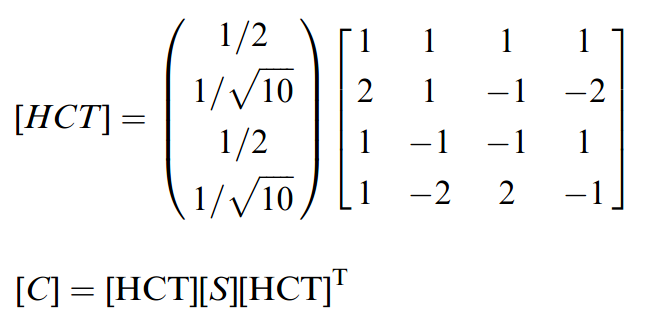 [HCT] = (1/2 1/√10 1/2 1/√10) [1 1 1 1
2 1 −1 −2
1 −1 −1 1
1 −2 2 −1]
[C] = [HCT][S][HCT]ᵀ